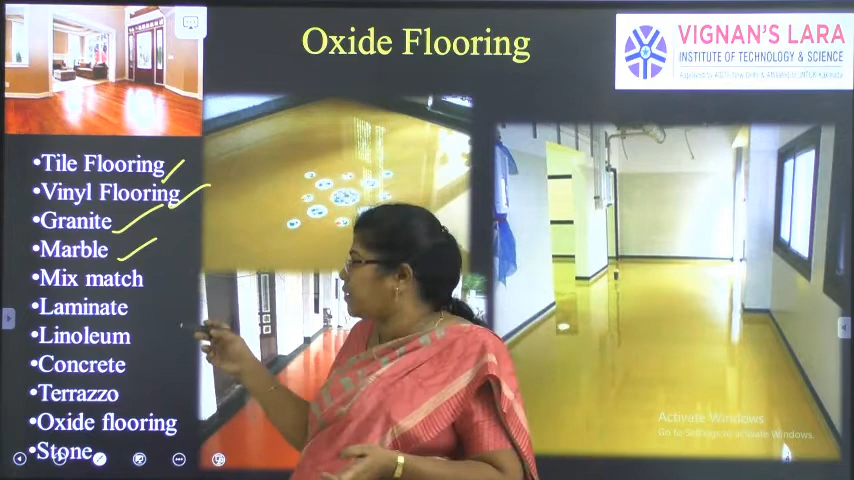 Oxide Flooring
VIGNAN'S LARA
INSTITUTE OF TECHNOLOGY & SCIENCE
•Tile Flooring
•Vinyl Flooring
•Granite
•Marble
•Mix match
•Laminate
•Linoleum
•Concrete
•Terrazzo
•Oxide flooring
•Stone
Activate Windows
Go to Settings to activate Windows.